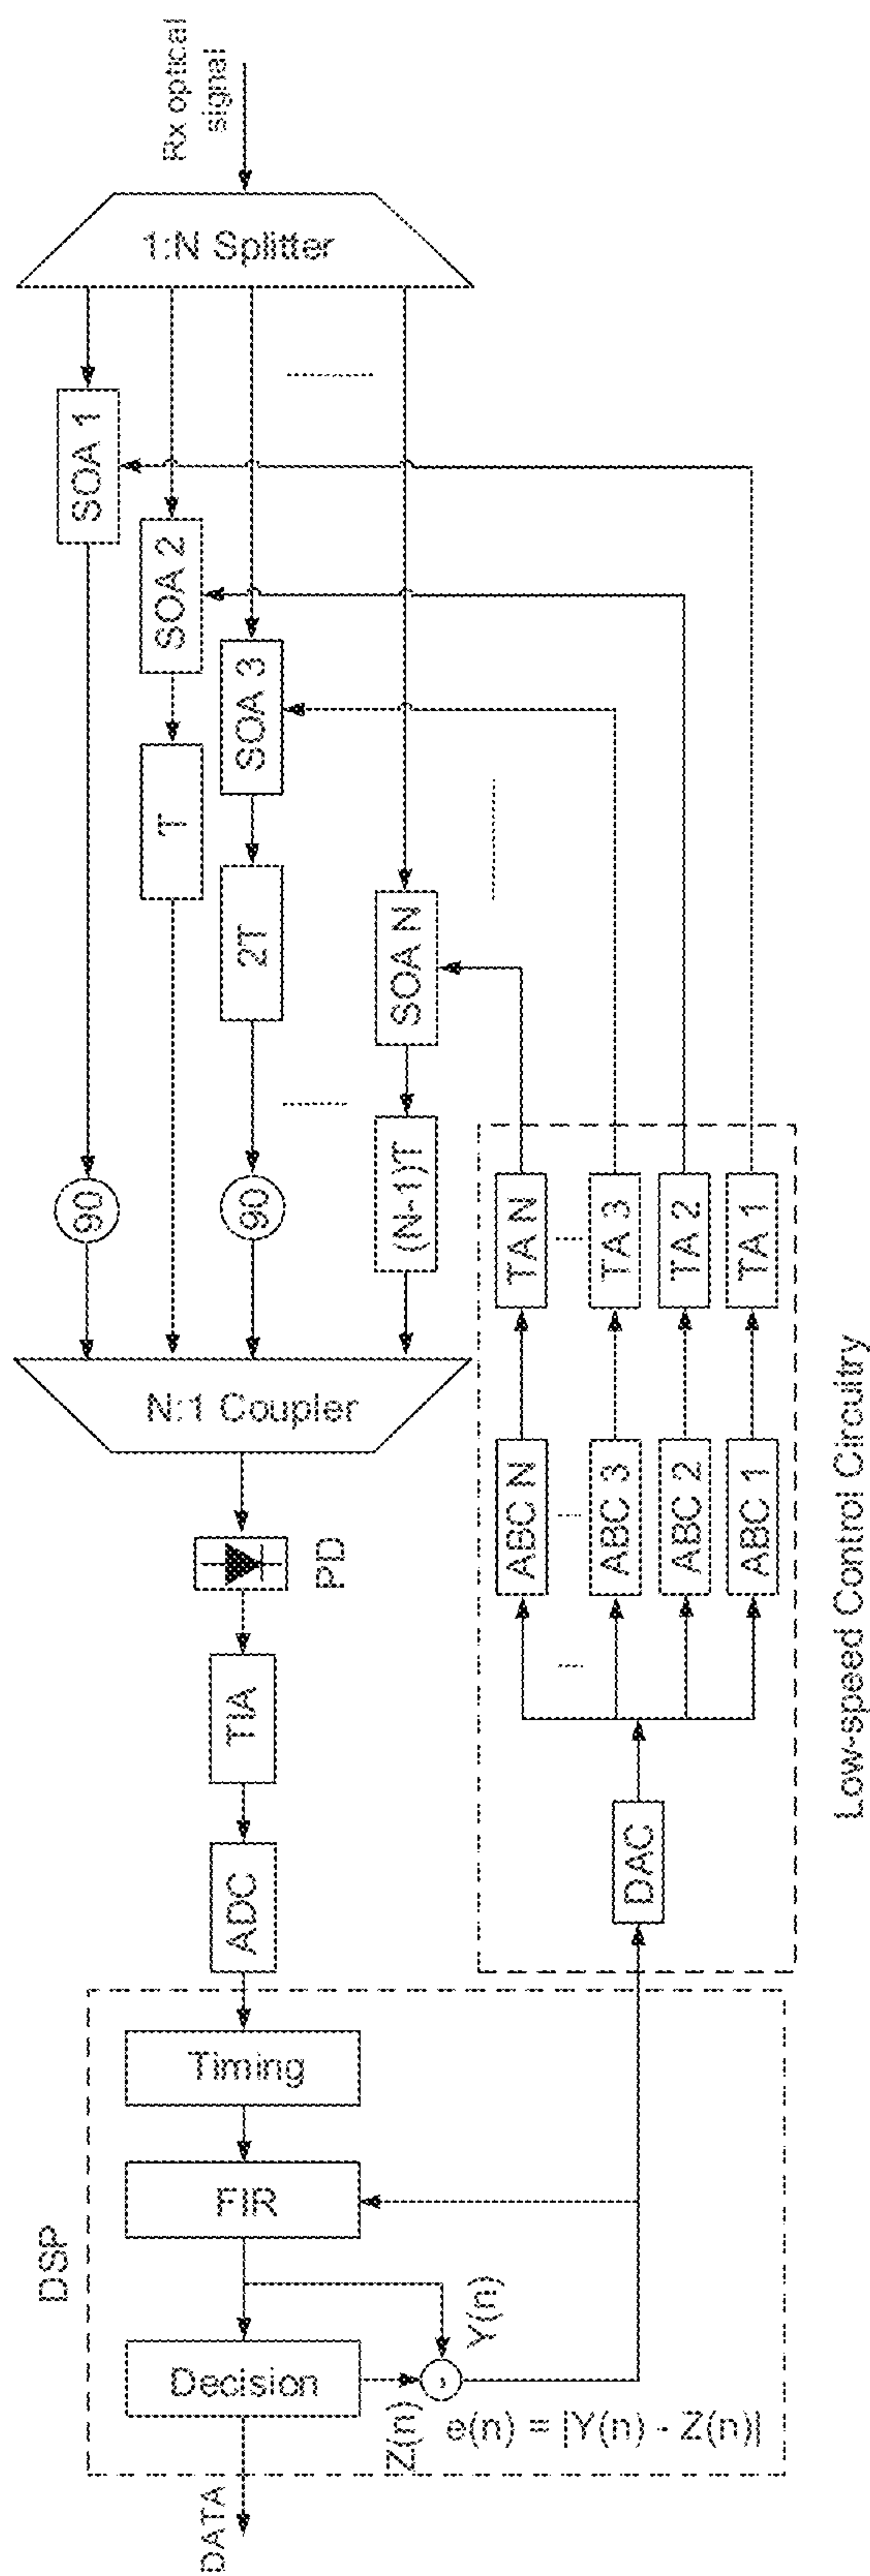 Rx optical
signal
1:N Splitter
SOA 1
SOA 2
SOA 3
SOA N
T
2T
(N-1)T
90
90
N:1 Coupler
PD
TIA
ADC
TA N
TA 3
TA 2
TA 1
ABC N
ABC 3
ABC 2
ABC 1
DAC
Low-speed Control Circuitry
DSP
Timing
FIR
Decision
Y(n)
Z(n)
e(n) = |Y(n) - Z(n)|
DATA